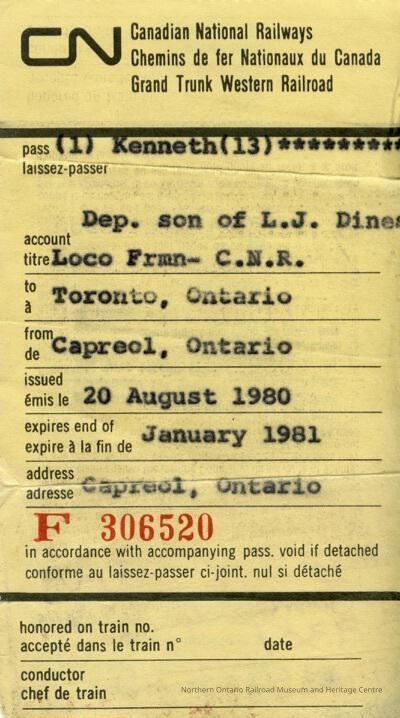 CN
Canadian National Railways
Chemins de fer Nationaux du Canada
Grand Trunk Western Railroad
pass (1) Kenneth(13)**********
laissez-passer
Dep. son of L.J. Dines
account
titre Loco Frmn- C.N.R.
to
à Toronto, Ontario
from
de Capreol, Ontario
issued
émis le 20 August 1980
expires end of
expire à la fin de January 1981
address
adresse Capreol, Ontario
F 306520
in accordance with accompanying pass. void if detached
conforme au laissez-passer ci-joint. nul si détaché
honored on train no.
accepté dans le train n° date
conductor
chef de train
Northern Ontario Railroad Museum and Heritage Centre